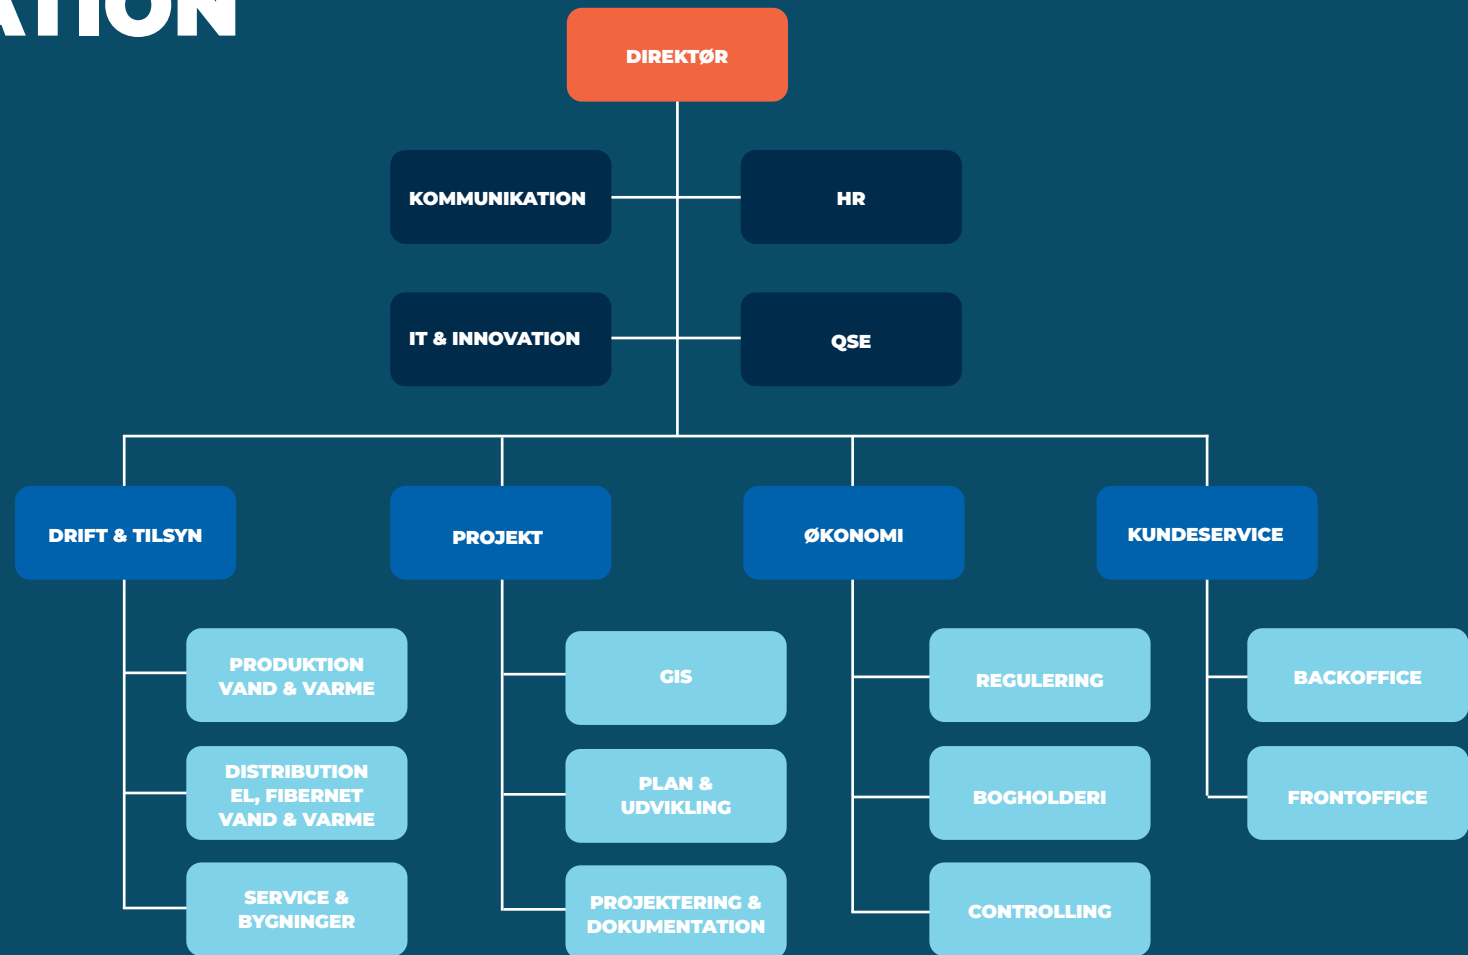 ATION
DIREKTØR
KOMMUNIKATION
HR
IT & INNOVATION
QSE
DRIFT & TILSYN
PROJEKT
ØKONOMI
KUNDESERVICE
PRODUKTION
VAND & VARME
DISTRIBUTION
EL, FIBERNET
VAND & VARME
SERVICE &
BYGNINGER
GIS
PLAN &
UDVIKLING
PROJEKTERING &
DOKUMENTATION
REGULERING
BOGHOLDERI
CONTROLLING
BACKOFFICE
FRONTOFFICE